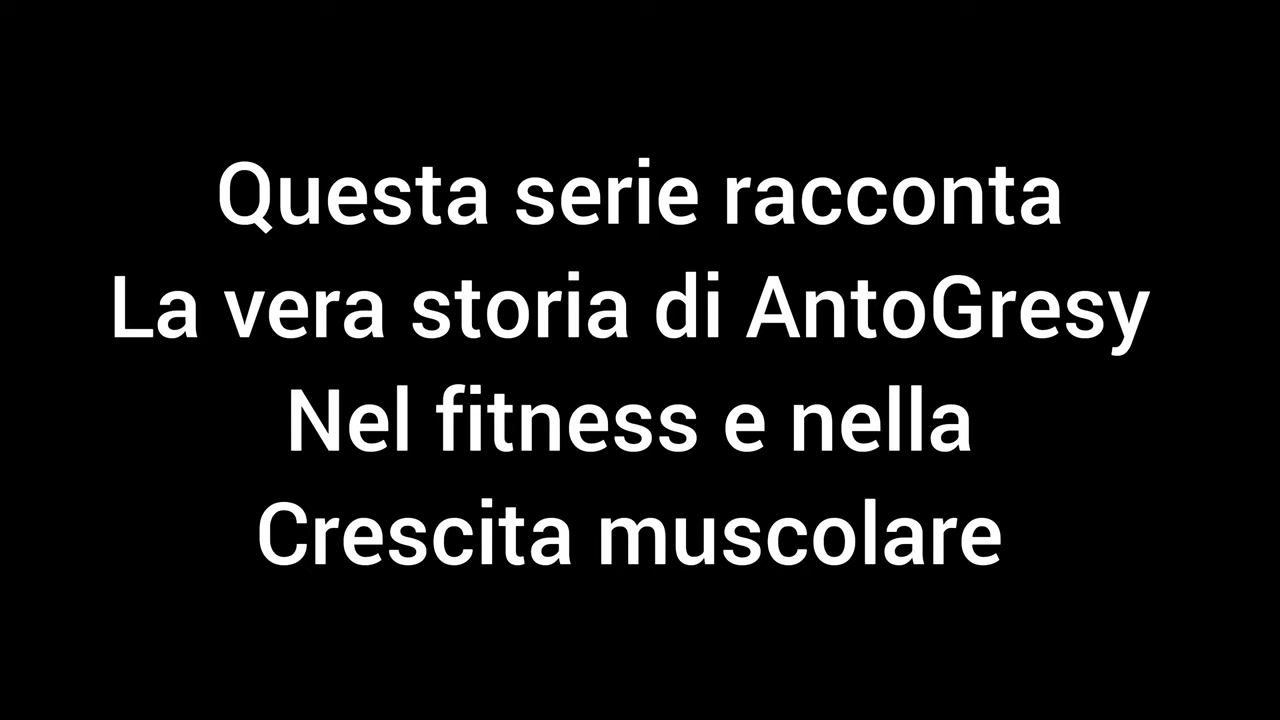 Questa serie racconta
La vera storia di AntoGresy
Nel fitness e nella
Crescita muscolare